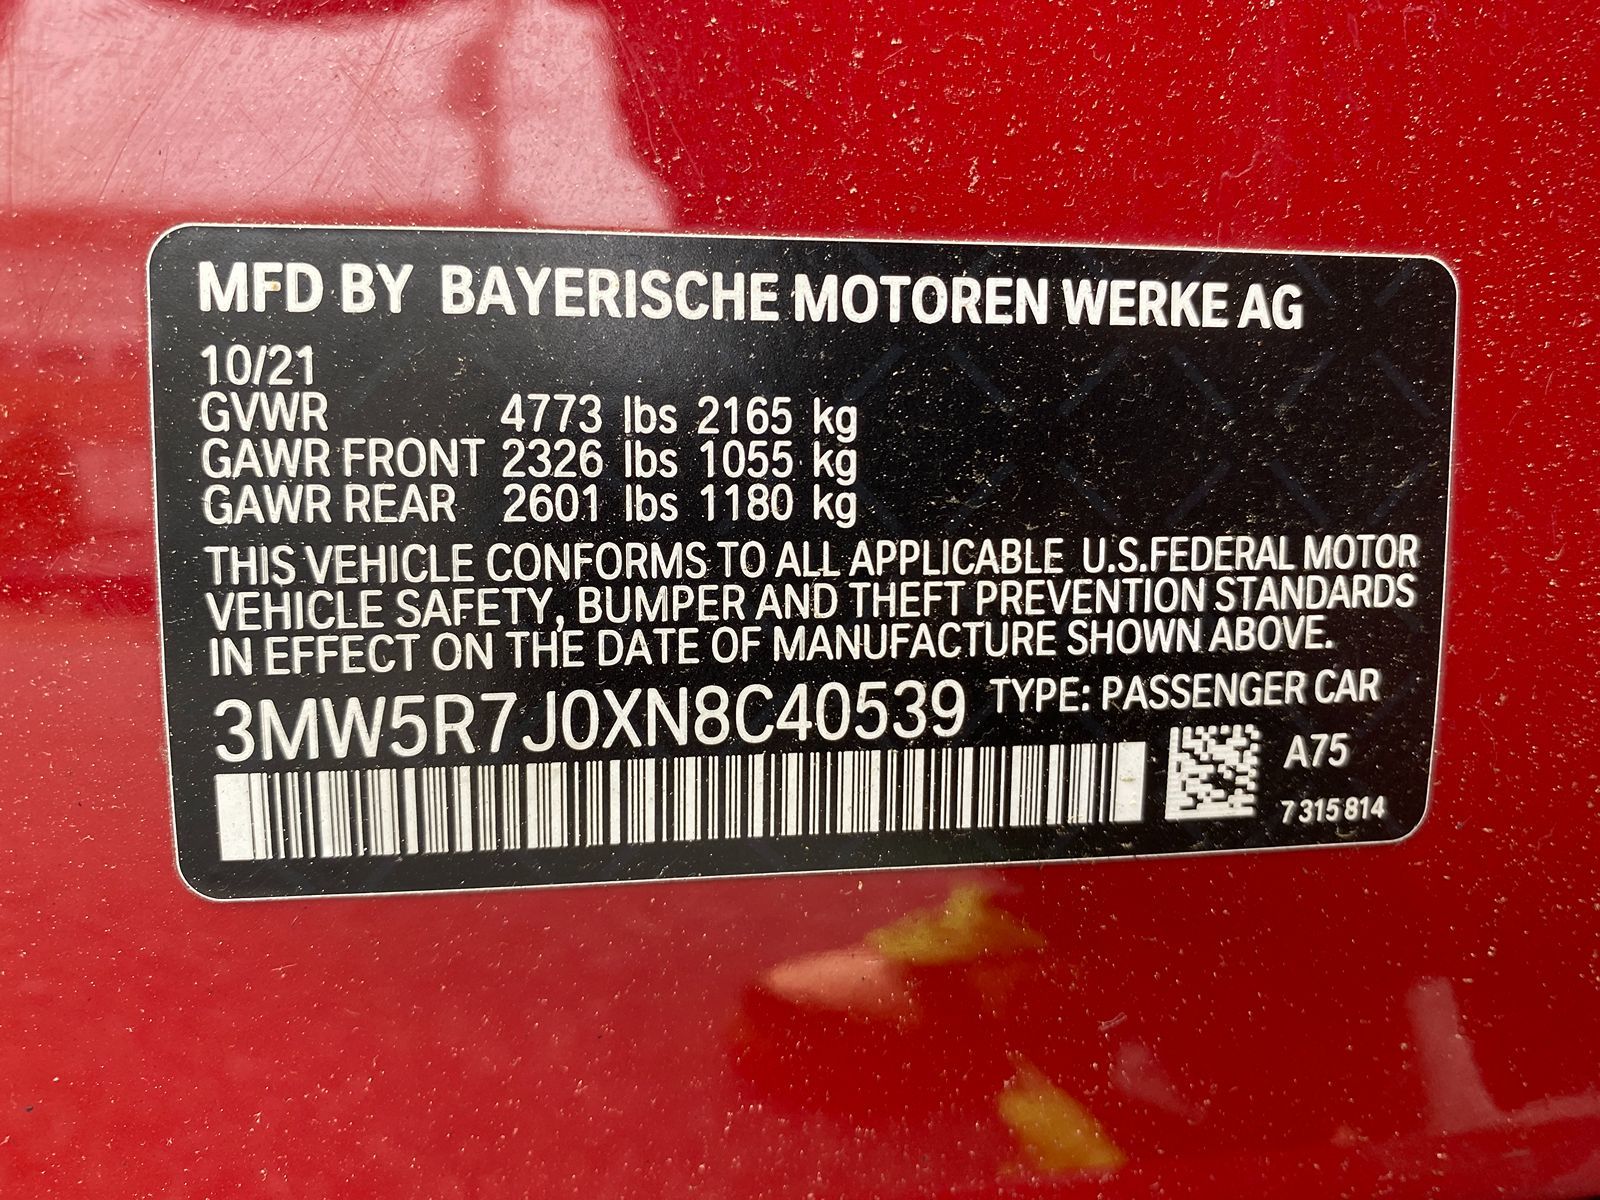 MFD BY BAYERISCHE MOTOREN WERKE AG
10/21
GVWR 4773 lbs 2165 kg
GAWR FRONT 2326 lbs 1055 kg
GAWR REAR 2601 lbs 1180 kg
THIS VEHICLE CONFORMS TO ALL APPLICABLE U.S.FEDERAL MOTOR
VEHICLE SAFETY, BUMPER AND THEFT PREVENTION STANDARDS
IN EFFECT ON THE DATE OF MANUFACTURE SHOWN ABOVE.
3MW5R7J0XN8C40539 TYPE: PASSENGER CAR
A75
7 315 814